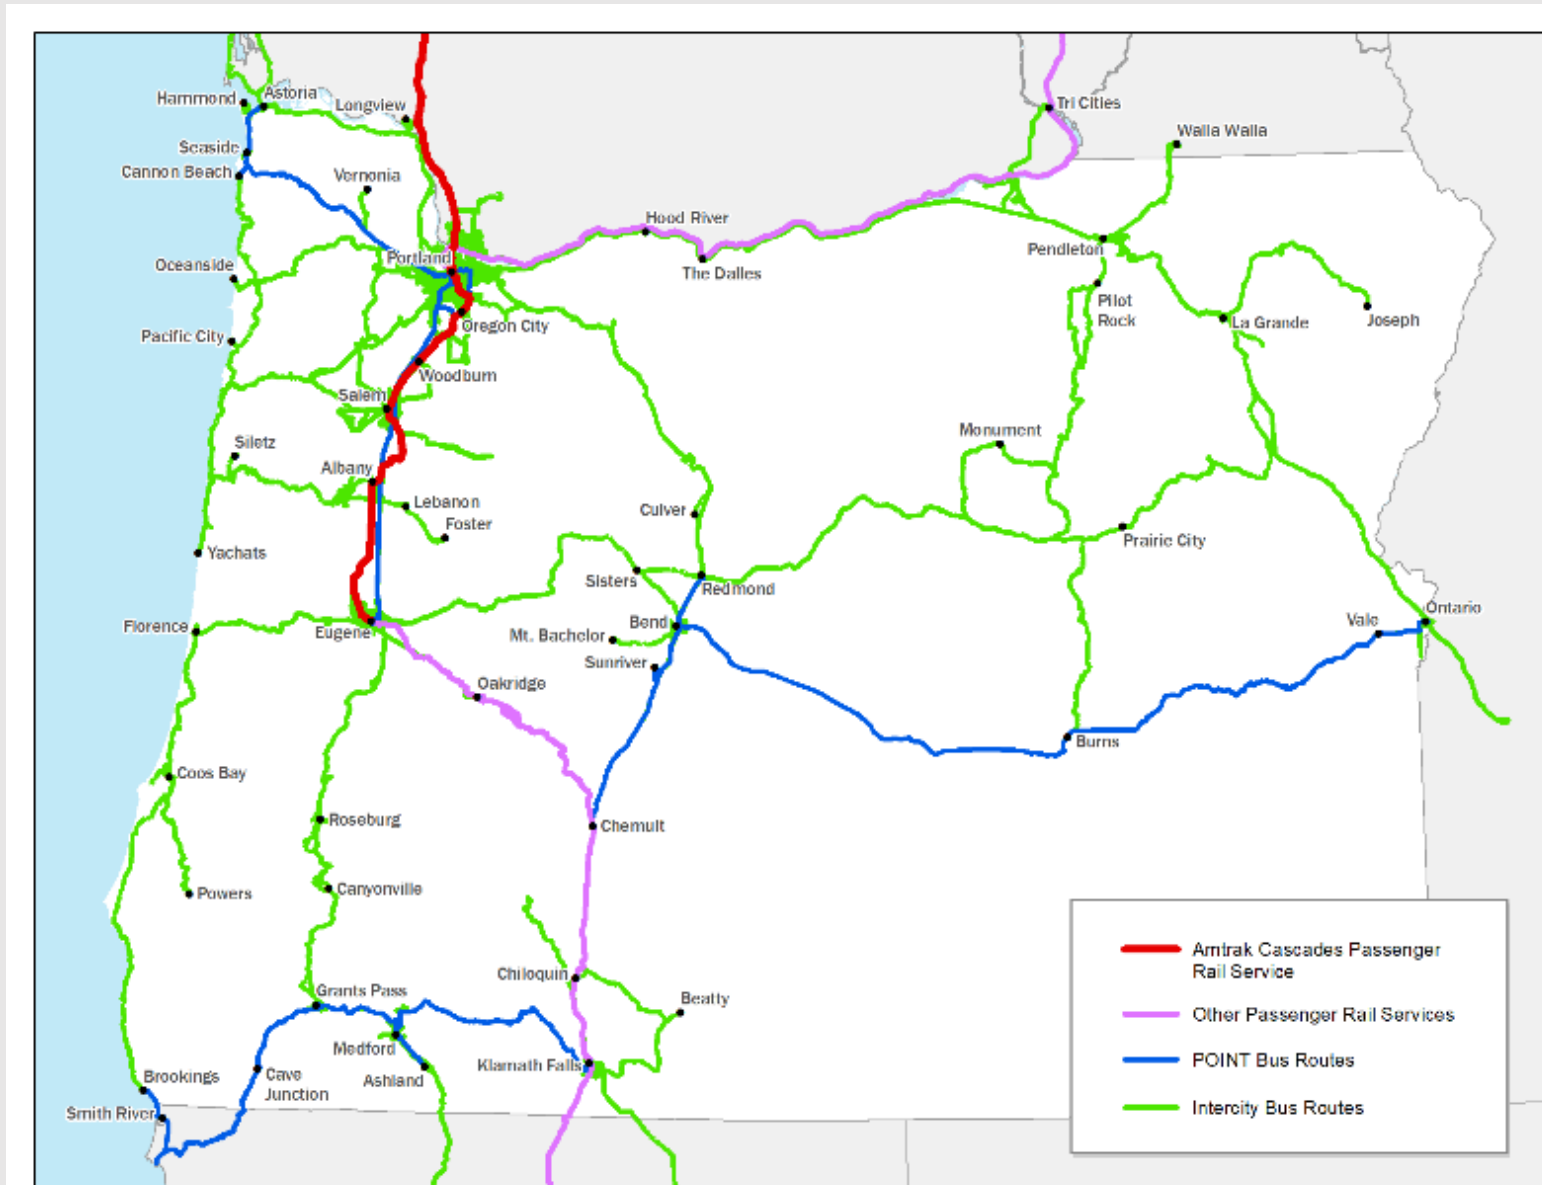 Hammond
Astoria
Longview
Tri Cities
Walla Walla
Seaside
Cannon Beach
Vernonia
Hood River
Pendleton
Portland
Oceanside
The Dalles
Pilot
Rock
La Grande
Joseph
Pacific City
Oregon City
Woodburn
Salem
Siletz
Monument
Albany
Lebanon
Foster
Culver
Prairie City
Yachats
Sisters
Redmond
Florence
Eugene
Mt. Bachelor
Bend
Sunriver
Vale
Ontario
Oakridge
Burns
Coos Bay
Roseburg
Chemult
Powers
Canyonville
Chiloquin
Beatty
Grants Pass
Medford
Ashland
Klamath Falls
Brookings
Cave
Junction
Smith River
Amtrak Cascades Passenger
Rail Service
Other Passenger Rail Services
POINT Bus Routes
Intercity Bus Routes